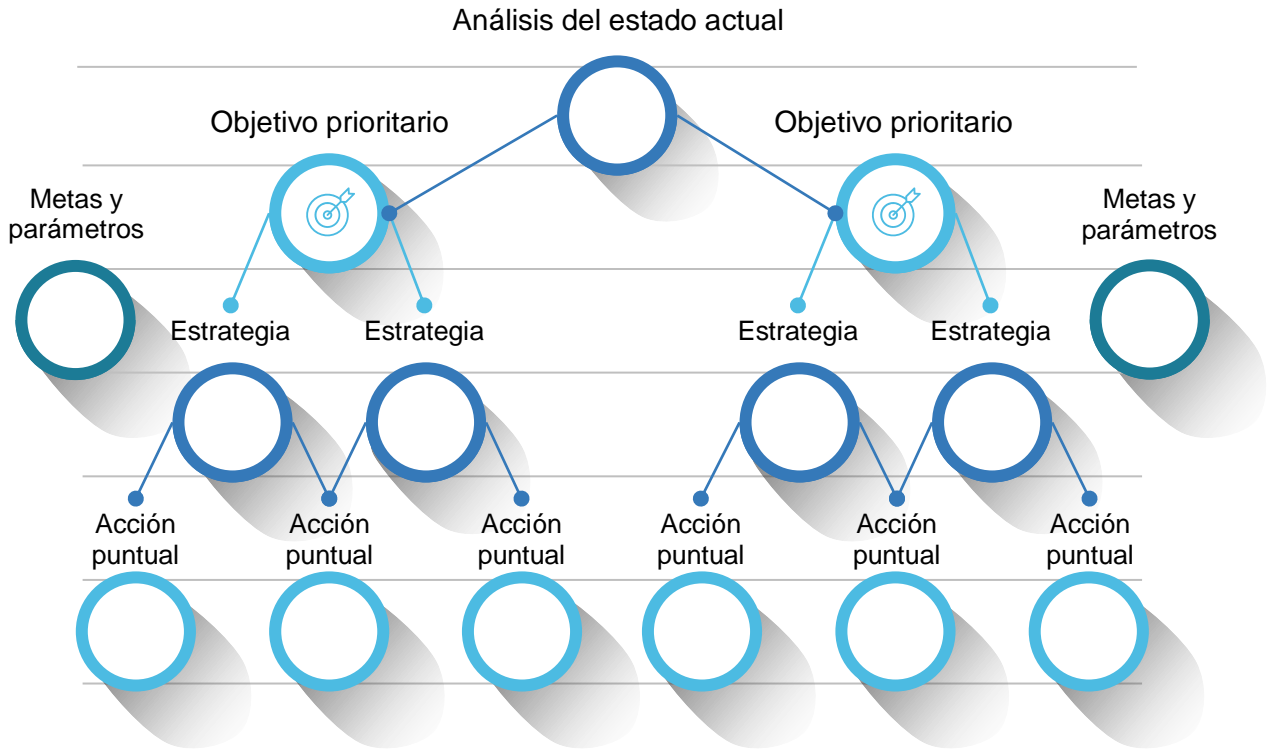 Análisis del estado actual
Objetivo prioritario
Objetivo prioritario
Metas y
parámetros
Metas y
parámetros
Estrategia
Estrategia
Estrategia
Estrategia
Acción
puntual
Acción
puntual
Acción
puntual
Acción
puntual
Acción
puntual
Acción
puntual